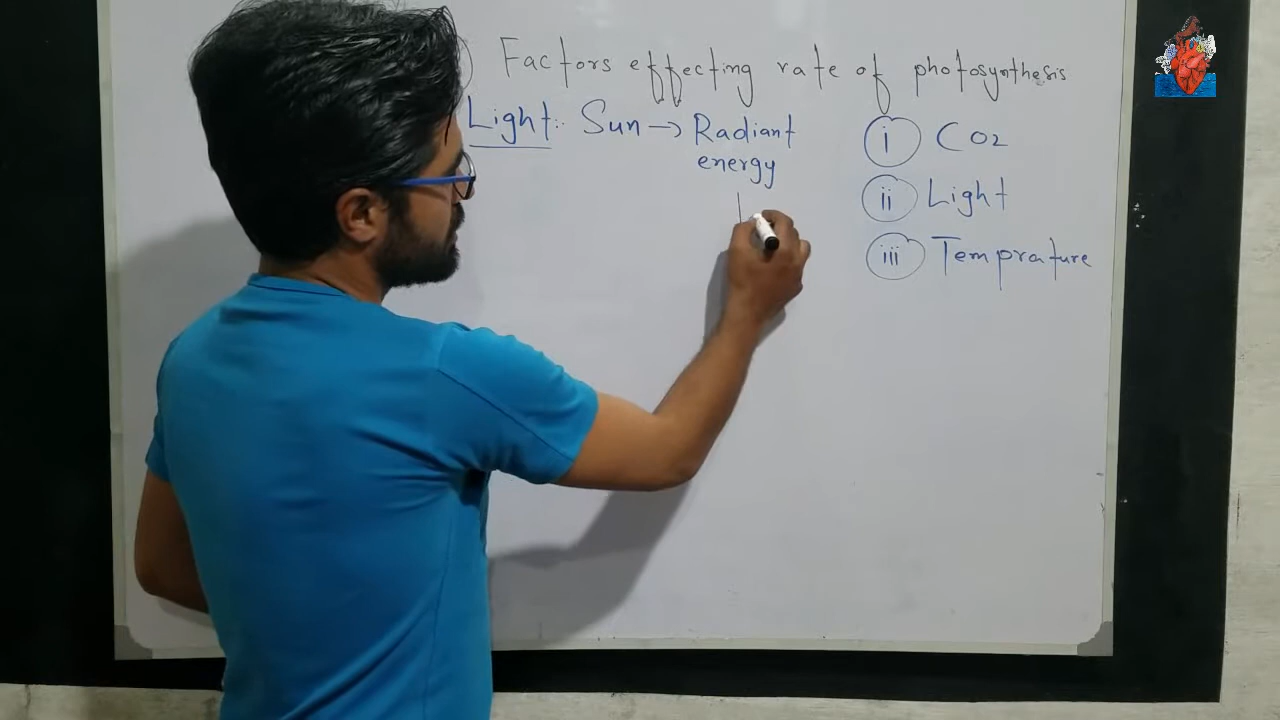 Factors effecting rate of photosynthesis
Light:- Sun → Radiant
energy
i CO2
ii Light
iii Temprature